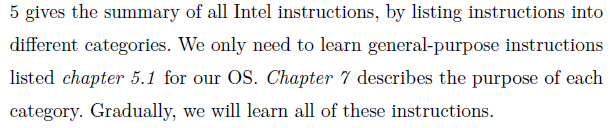 5 gives the summary of all Intel instructions, by listing instructions into
different categories. We only need to learn general-purpose instructions
listed chapter 5.1 for our OS. Chapter 7 describes the purpose of each
category. Gradually, we will learn all of these instructions.